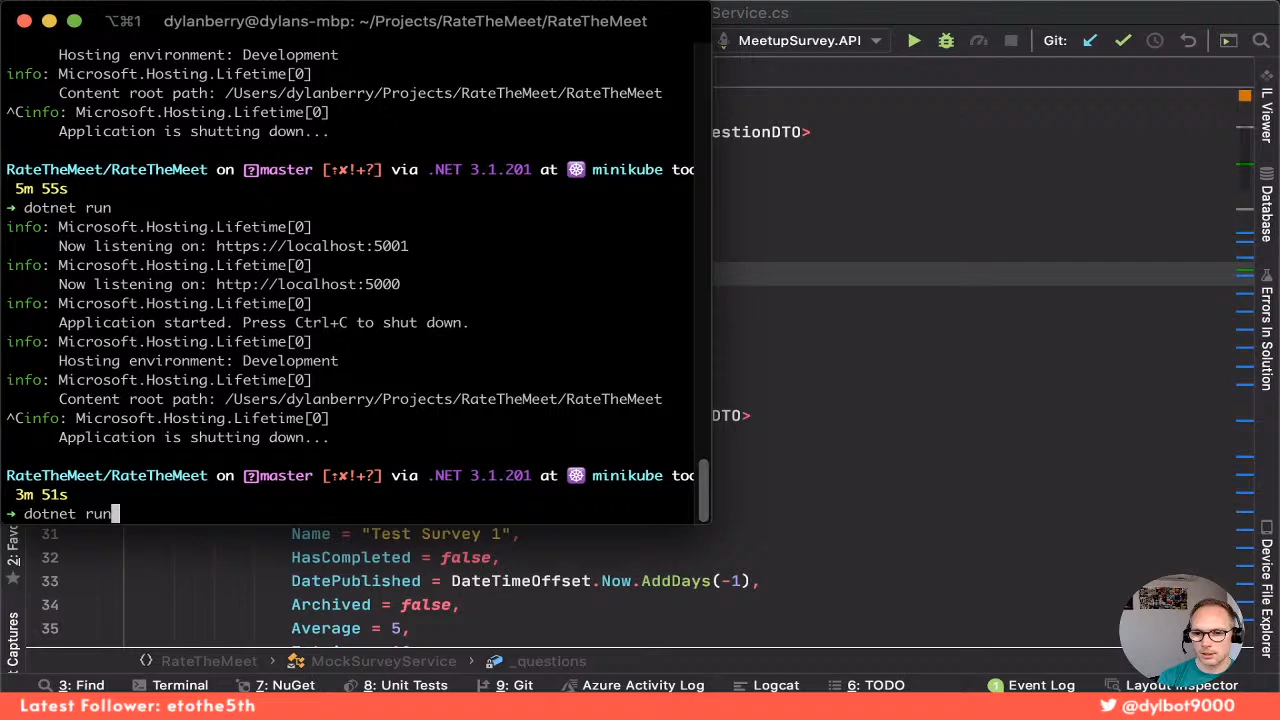 ⌥⌘1 dylanberry@dylans-mbp: ~/Projects/RateTheMeet/RateTheMeet
Hosting environment: Development
info: Microsoft.Hosting.Lifetime[0]
Content root path: /Users/dylanberry/Projects/RateTheMeet/RateTheMeet
^Cinfo: Microsoft.Hosting.Lifetime[0]
Application is shutting down...
RateTheMeet/RateTheMeet on master [⇡✘!+?] via .NET 3.1.201 at ☸ minikube too
5m 55s
➜ dotnet run
info: Microsoft.Hosting.Lifetime[0]
Now listening on: https://localhost:5001
info: Microsoft.Hosting.Lifetime[0]
Now listening on: http://localhost:5000
info: Microsoft.Hosting.Lifetime[0]
Application started. Press Ctrl+C to shut down.
info: Microsoft.Hosting.Lifetime[0]
Hosting environment: Development
info: Microsoft.Hosting.Lifetime[0]
Content root path: /Users/dylanberry/Projects/RateTheMeet/RateTheMeet
^Cinfo: Microsoft.Hosting.Lifetime[0]
Application is shutting down...
RateTheMeet/RateTheMeet on master [⇡✘!+?] via .NET 3.1.201 at ☸ minikube too
3m 51s
➜ dotnet run
Service.cs
MeetupSurvey.API
Git:
estionDTO>
DTO>
31 Name = "Test Survey 1",
32 HasCompleted = false,
33 DatePublished = DateTimeOffset.Now.AddDays(-1),
34 Archived = false,
35 Average = 5,
RateTheMeet > MockSurveyService > _questions
IL Viewer
Database
Errors In Solution
Device File Explorer
2: Favo
t Captures
3: Find Terminal 7: NuGet 8: Unit Tests 9: Git Azure Activity Log Logcat 6: TODO 1 Event Log Layout Inspector
Latest Follower: etothe5th
@dylbot9000